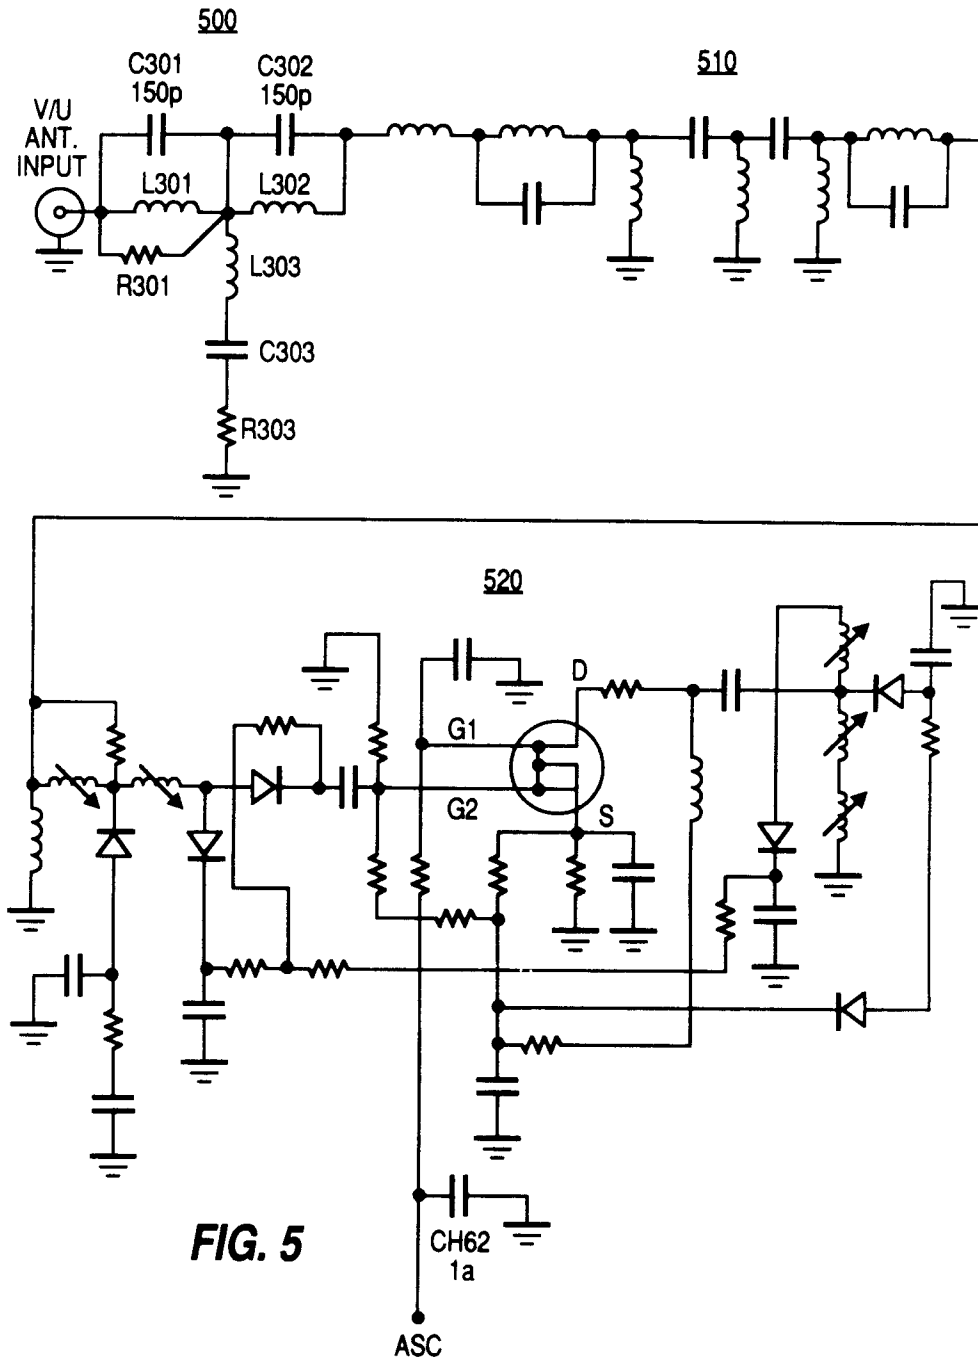 500
510
C301
150p
C302
150p
V/U
ANT.
INPUT
L301
L302
R301
L303
C303
R303
520
D
G1
G2
S
CH62
1a
FIG. 5
ASC